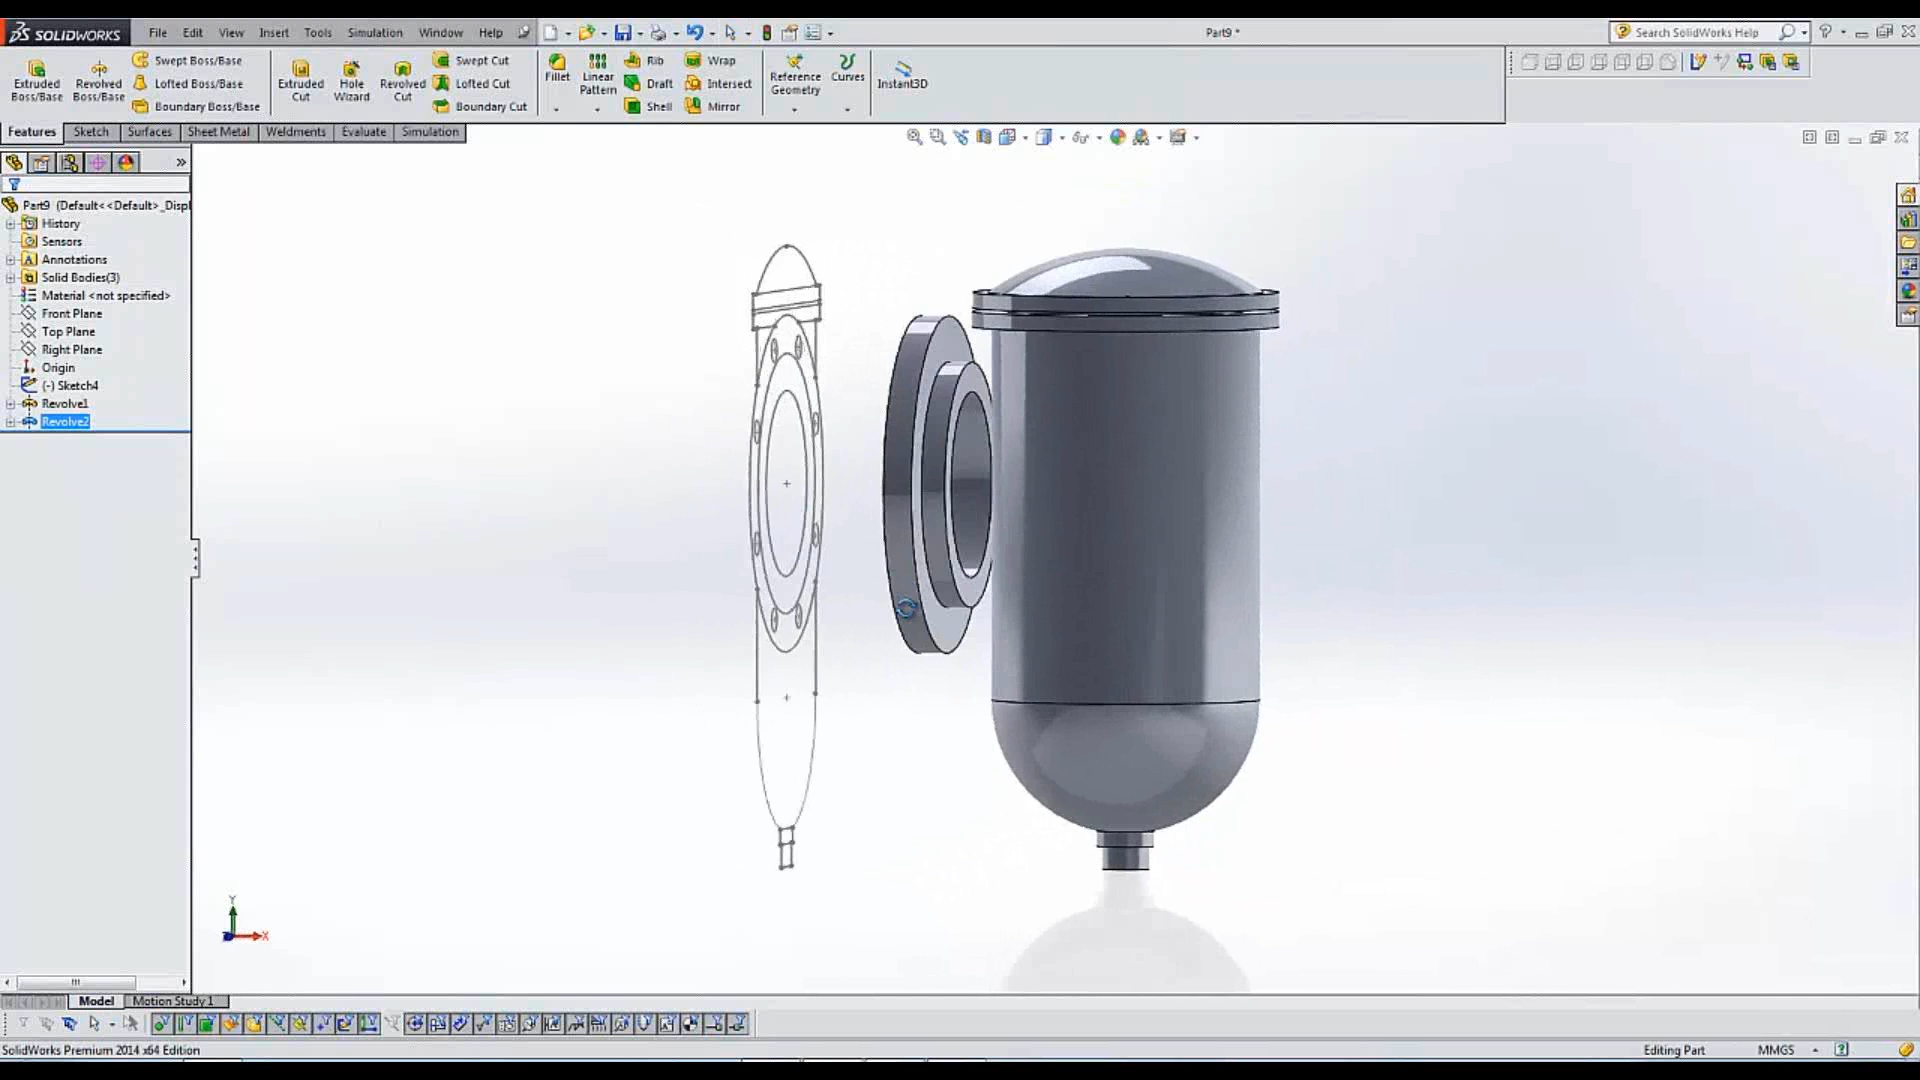 SOLIDWORKS File Edit View Insert Tools Simulation Window Help Part9 * Search SolidWorks Help
Extruded Boss/Base
Revolved Boss/Base
Swept Boss/Base
Lofted Boss/Base
Boundary Boss/Base
Extruded Cut
Hole Wizard
Revolved Cut
Swept Cut
Lofted Cut
Boundary Cut
Fillet
Linear Pattern
Rib
Draft
Shell
Wrap
Intersect
Mirror
Reference Geometry
Curves
Instant3D
Features Sketch Surfaces Sheet Metal Weldments Evaluate Simulation
Part9 (Default<<Default>_Displ
History
Sensors
Annotations
Solid Bodies(3)
Material <not specified>
Front Plane
Top Plane
Right Plane
Origin
(-) Sketch4
Revolve1
Revolve2
Y
X
Model Motion Study 1
SolidWorks Premium 2014 x64 Edition Editing Part MMGS